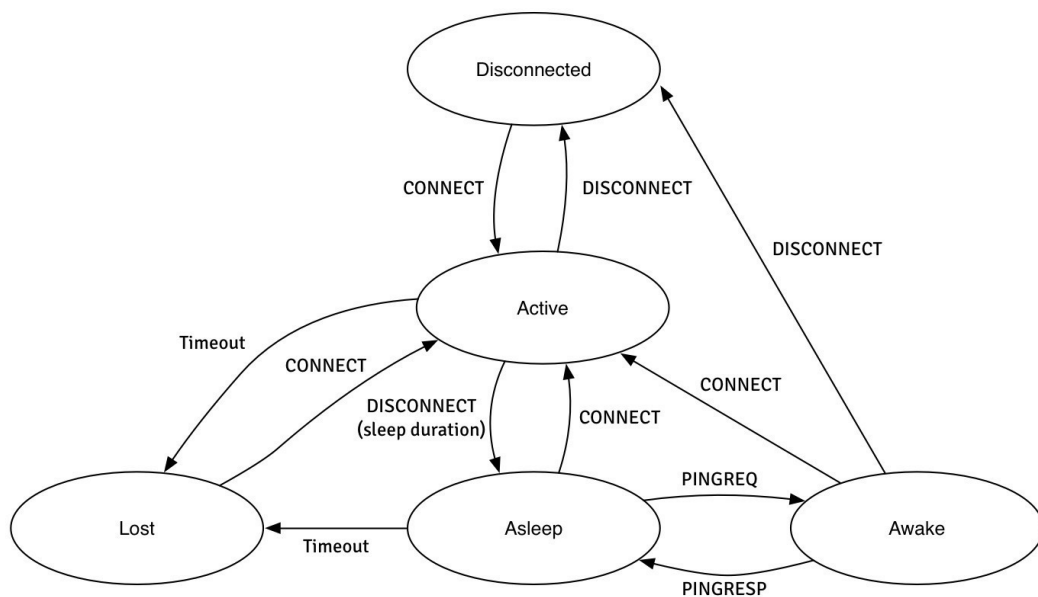 Disconnected
CONNECT
DISCONNECT
DISCONNECT
Active
Timeout
CONNECT
CONNECT
DISCONNECT
(sleep duration)
CONNECT
PINGREQ
Lost
Asleep
Awake
Timeout
PINGRESP